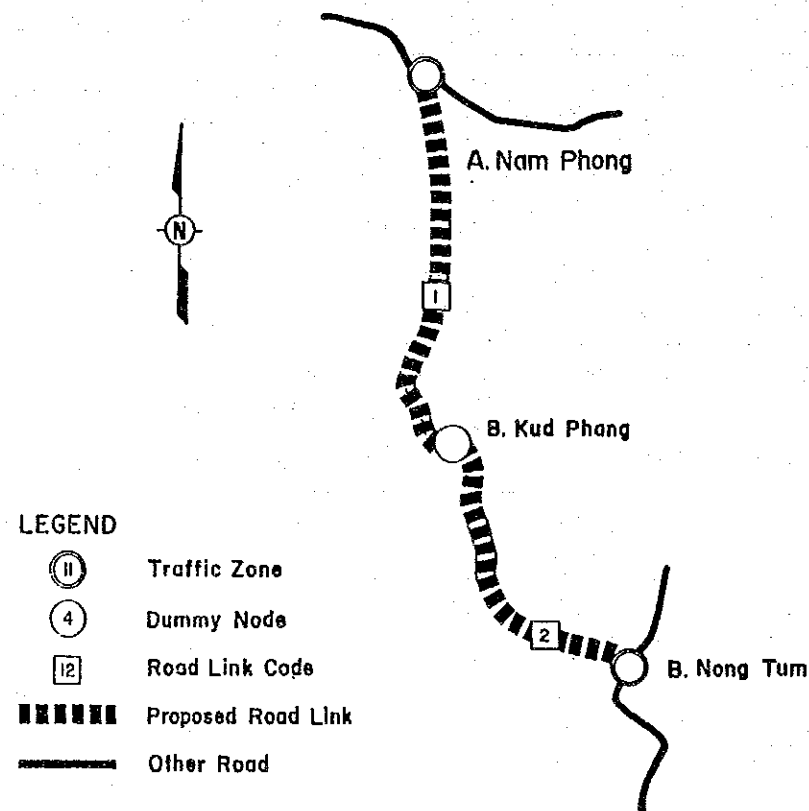 A. Nam Phong
N
1
B. Kud Phang
LEGEND
11 Traffic Zone
4 Dummy Node
12 Road Link Code
Proposed Road Link
Other Road
2
B. Nong Tum